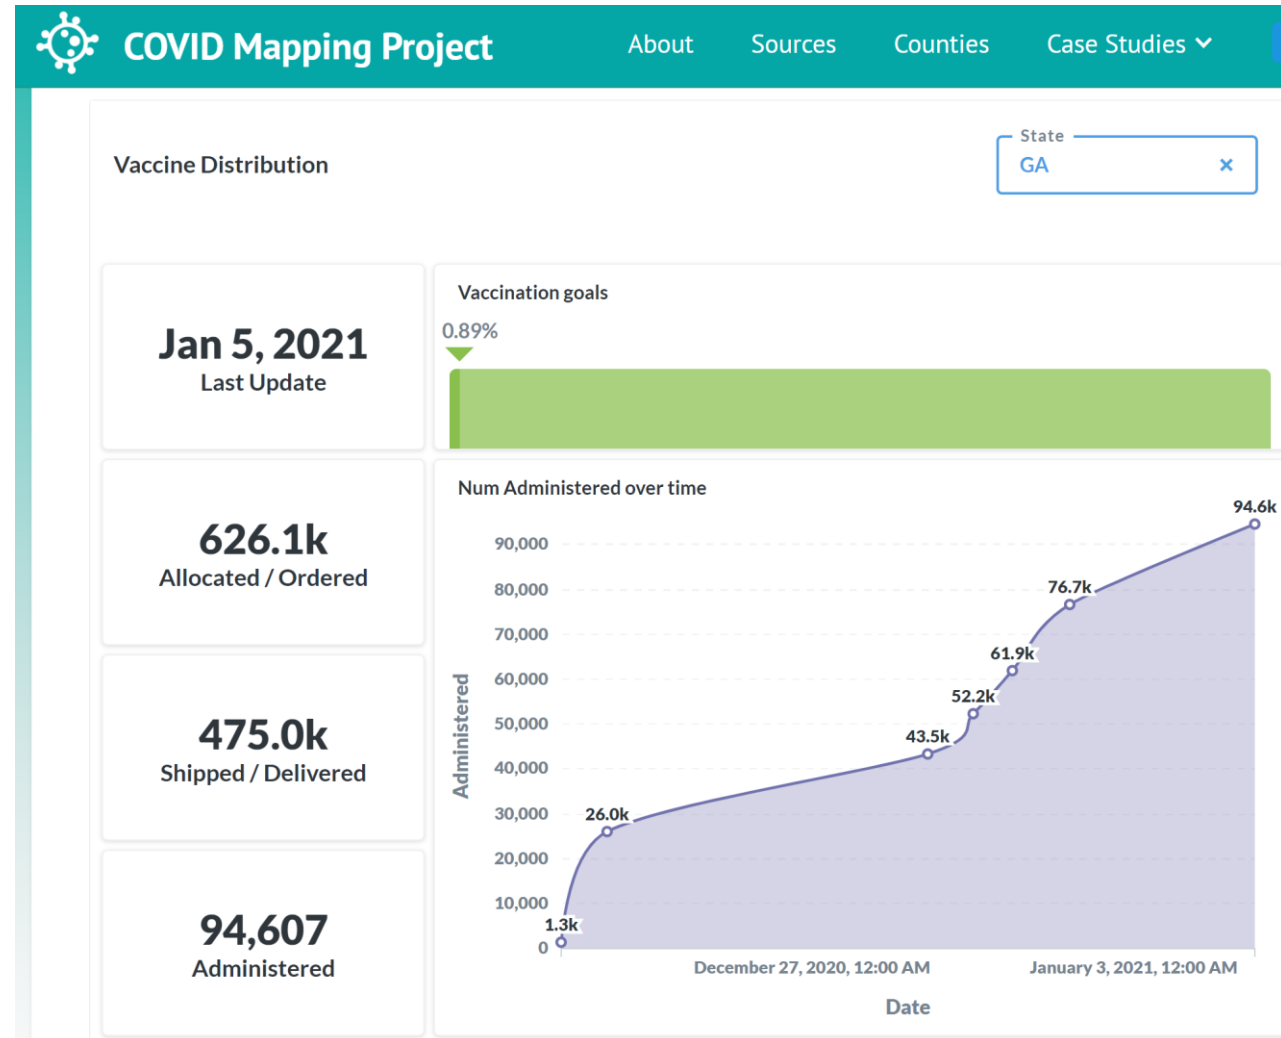 COVID Mapping Project
About Sources Counties Case Studies
Vaccine Distribution
State
GA
Jan 5, 2021
Last Update
Vaccination goals
0.89%
626.1k
Allocated / Ordered
475.0k
Shipped / Delivered
94,607
Administered
Num Administered over time
94.6k
90,000
80,000
76.7k
70,000
61.9k
60,000
52.2k
50,000
43.5k
40,000
30,000
26.0k
20,000
10,000
1.3k
0
Administered
December 27, 2020, 12:00 AM January 3, 2021, 12:00 AM
Date